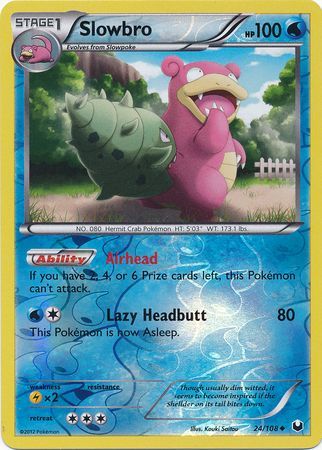 STAGE1
Slowbro
HP100
Evolves from Slowpoke
NO. 080 Hermit Crab Pokémon HT: 5'03" WT: 173.1 lbs.
Ability Airhead
If you have 2, 4, or 6 Prize cards left, this Pokémon
can't attack.
Lazy Headbutt 80
This Pokémon is now Asleep.
weakness resistance
×2
retreat
Though usually dim witted, it
seems to become inspired if the
Shellder on its tail bites down.
©2012 Pokémon
Illus. Kouki Saitou
24/108